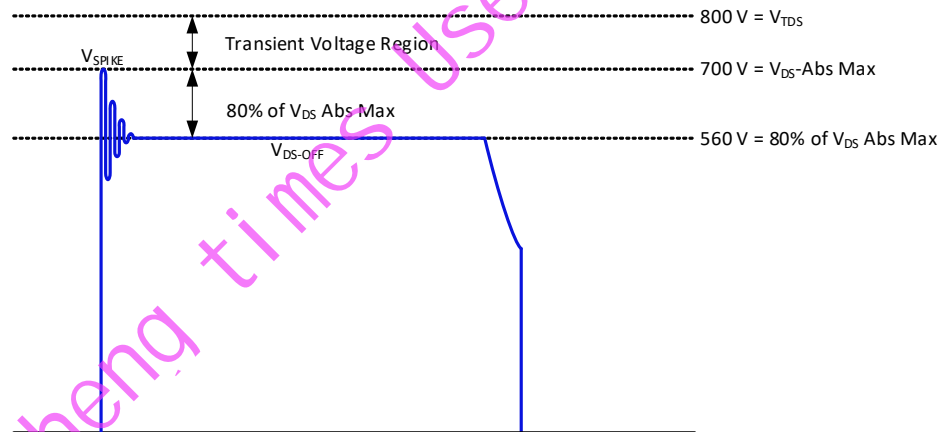 800 V = VTDS
Transient Voltage Region
VSPIKE
700 V = VDS-Abs Max
80% of VDS Abs Max
560 V = 80% of VDS Abs Max
VDS-OFF
times